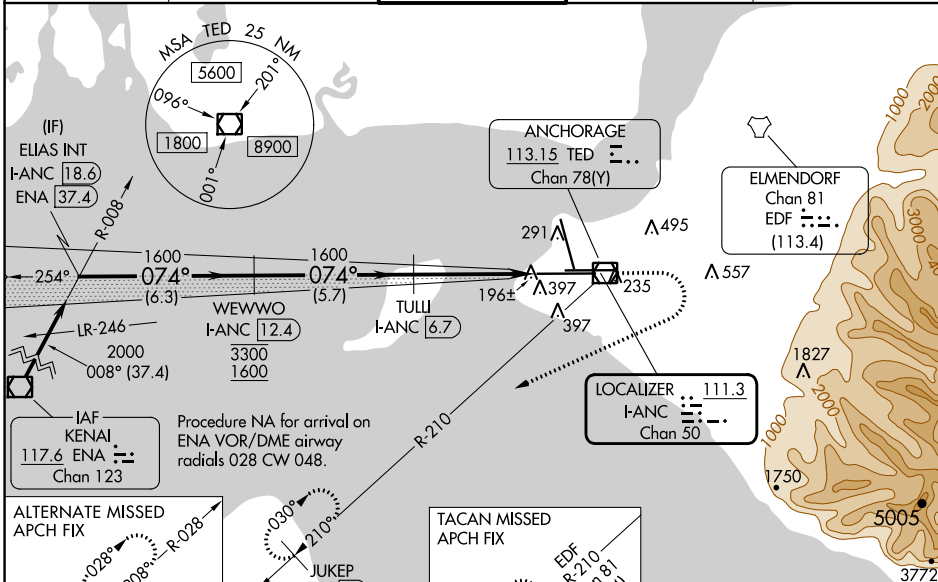 MSA TED 25 NM
5600
201°
096°
1800
8900
001°
(IF)
ELIAS INT
I-ANC 18.6
ENA 37.4
R-008
ANCHORAGE
113.15 TED
Chan 78(Y)
ELMENDORF
Chan 81
EDF
(113.4)
1000
2000
3000
291
495
557
254°
1600
074°
(6.3)
1600
074°
(5.7)
196±
397
235
397
WEWWO
I-ANC 12.4
3300
1600
TULLI
I-ANC 6.7
LR-246
2000
008° (37.4)
IAF
KENAI
117.6 ENA
Chan 123
Procedure NA for arrival on
ENA VOR/DME airway
radials 028 CW 048.
R-210
LOCALIZER 111.3
I-ANC
Chan 50
1827
2000
1000
1750
5005
3772
ALTERNATE MISSED
APCH FIX
R-028
028°
030°
210°
JUKEP
TACAN MISSED
APCH FIX
EDF
R-210